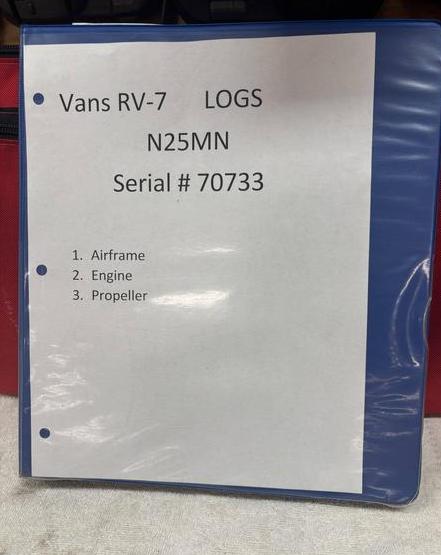 Vans RV-7 LOGS
N25MN
Serial # 70733
1. Airframe
2. Engine
3. Propeller